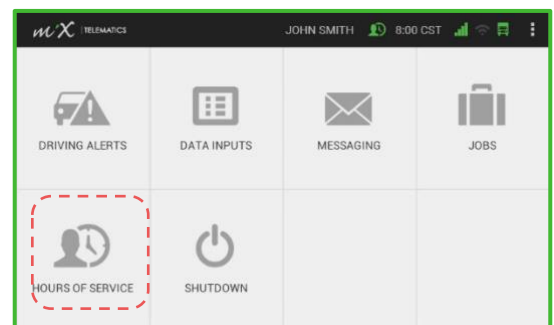 miX TELEMATICS JOHN SMITH 8:00 CST
DRIVING ALERTS DATA INPUTS MESSAGING JOBS
HOURS OF SERVICE SHUTDOWN